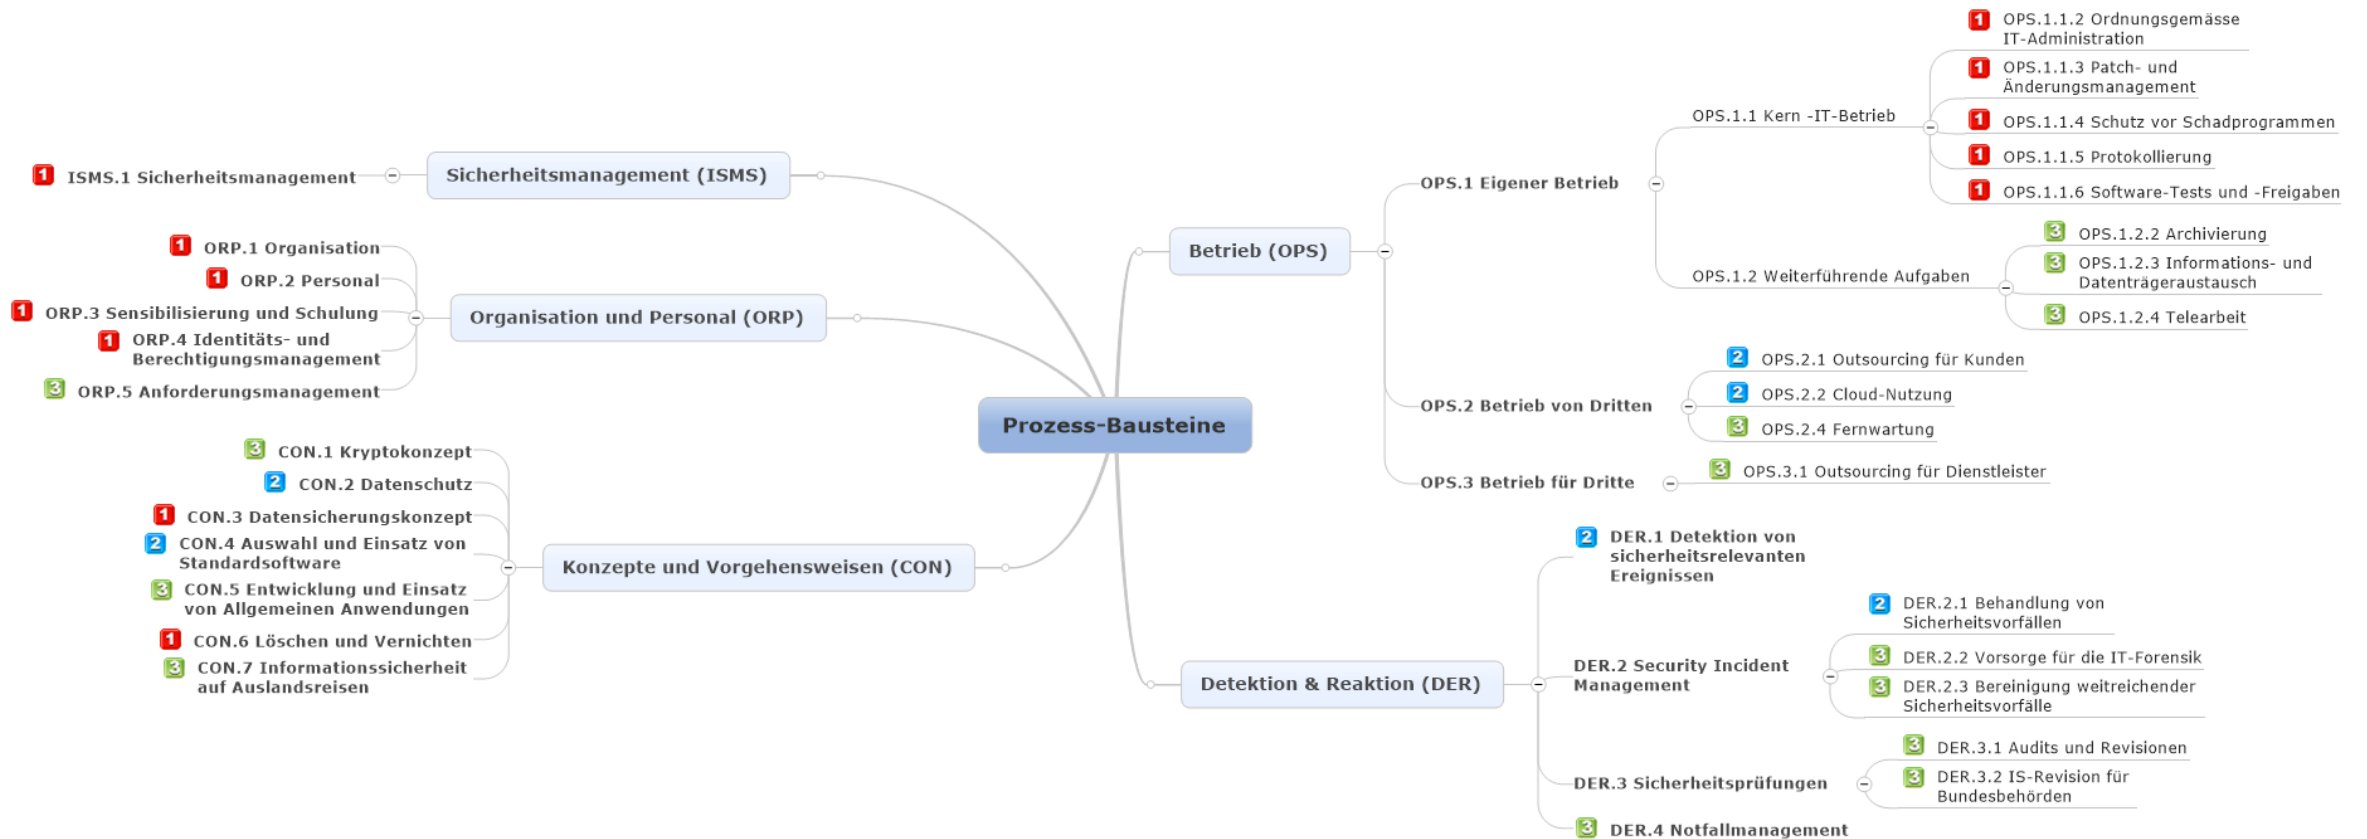 Prozess-Bausteine
Sicherheitsmanagement (ISMS)
1 ISMS.1 Sicherheitsmanagement
Organisation und Personal (ORP)
1 ORP.1 Organisation
1 ORP.2 Personal
1 ORP.3 Sensibilisierung und Schulung
1 ORP.4 Identitäts- und
Berechtigungsmanagement
3 ORP.5 Anforderungsmanagement
Konzepte und Vorgehensweisen (CON)
3 CON.1 Kryptokonzept
2 CON.2 Datenschutz
1 CON.3 Datensicherungskonzept
2 CON.4 Auswahl und Einsatz von
Standardsoftware
3 CON.5 Entwicklung und Einsatz
von Allgemeinen Anwendungen
1 CON.6 Löschen und Vernichten
3 CON.7 Informationssicherheit
auf Auslandsreisen
Betrieb (OPS)
OPS.1 Eigener Betrieb
OPS.1.1 Kern -IT-Betrieb
1 OPS.1.1.2 Ordnungsgemässe
IT-Administration
1 OPS.1.1.3 Patch- und
Änderungsmanagement
1 OPS.1.1.4 Schutz vor Schadprogrammen
1 OPS.1.1.5 Protokollierung
1 OPS.1.1.6 Software-Tests und -Freigaben
OPS.1.2 Weiterführende Aufgaben
3 OPS.1.2.2 Archivierung
3 OPS.1.2.3 Informations- und
Datenträgeraustausch
3 OPS.1.2.4 Telearbeit
OPS.2 Betrieb von Dritten
2 OPS.2.1 Outsourcing für Kunden
2 OPS.2.2 Cloud-Nutzung
3 OPS.2.4 Fernwartung
OPS.3 Betrieb für Dritte
3 OPS.3.1 Outsourcing für Dienstleister
Detektion & Reaktion (DER)
2 DER.1 Detektion von
sicherheitsrelevanten
Ereignissen
DER.2 Security Incident
Management
2 DER.2.1 Behandlung von
Sicherheitsvorfällen
3 DER.2.2 Vorsorge für die IT-Forensik
3 DER.2.3 Bereinigung weitreichender
Sicherheitsvorfälle
DER.3 Sicherheitsprüfungen
3 DER.3.1 Audits und Revisionen
3 DER.3.2 IS-Revision für
Bundesbehörden
3 DER.4 Notfallmanagement